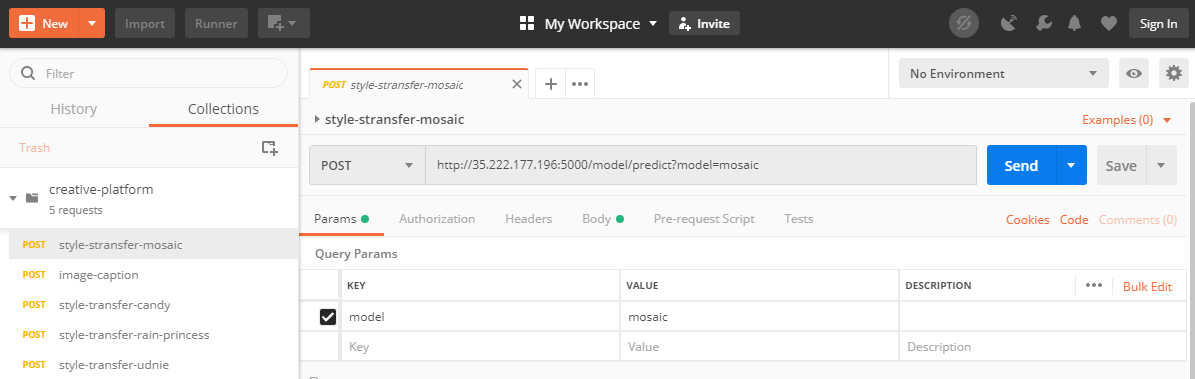 New Import Runner My Workspace Invite Sign In
Filter
History Collections
Trash
creative-platform
5 requests
POST style-stransfer-mosaic
POST image-caption
POST style-transfer-candy
POST style-transfer-rain-princess
POST style-transfer-udnie
POST style-stransfer-mosaic No Environment
style-stransfer-mosaic Examples (0)
POST http://35.222.177.196:5000/model/predict?model=mosaic Send Save
Params Authorization Headers Body Pre-request Script Tests Cookies Code Comments (0)
Query Params
KEY VALUE DESCRIPTION Bulk Edit
model mosaic
Key Value Description